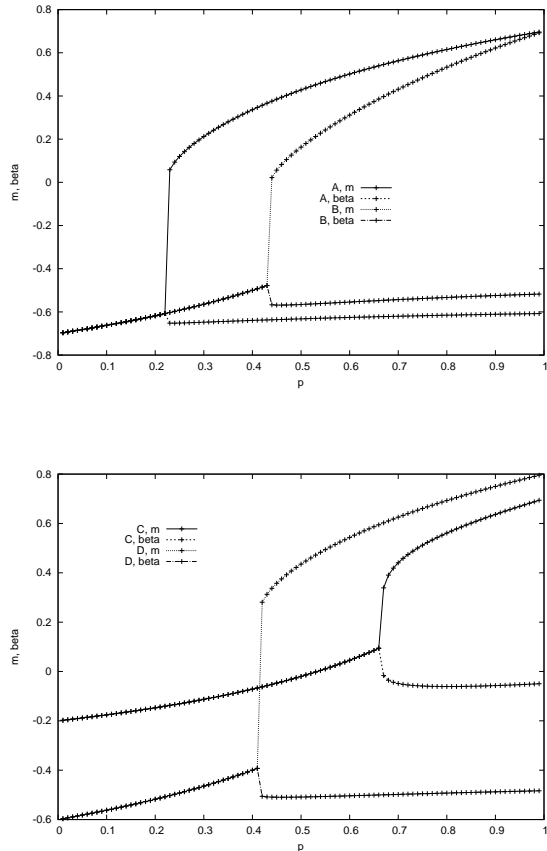 0.8
0.6
0.4
0.2
0
-0.2
-0.4
-0.6
-0.8
m, beta
A, m
A, beta
B, m
B, beta
0 0.1 0.2 0.3 0.4 0.5 0.6 0.7 0.8 0.9 1
p
0.8
0.6
0.4
0.2
0
-0.2
-0.4
-0.6
m, beta
C, m
C, beta
D, m
D, beta
0 0.1 0.2 0.3 0.4 0.5 0.6 0.7 0.8 0.9 1
p